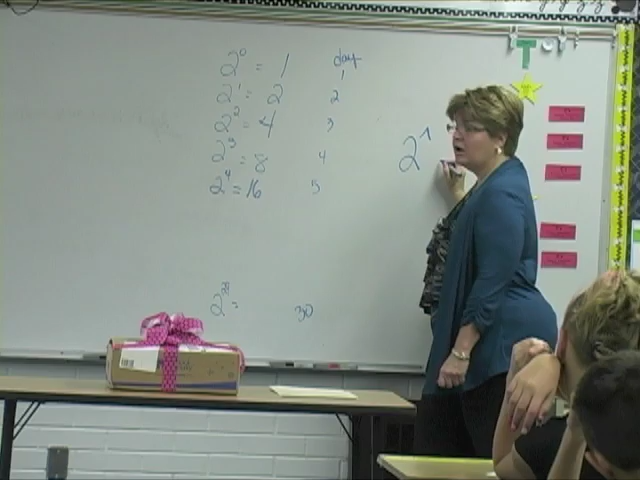 2⁰ = 1 day 1
2¹ = 2 2
2² = 4 3
2³ = 8 4
2⁴ = 16 5
2²⁹ = 30
2¹
T